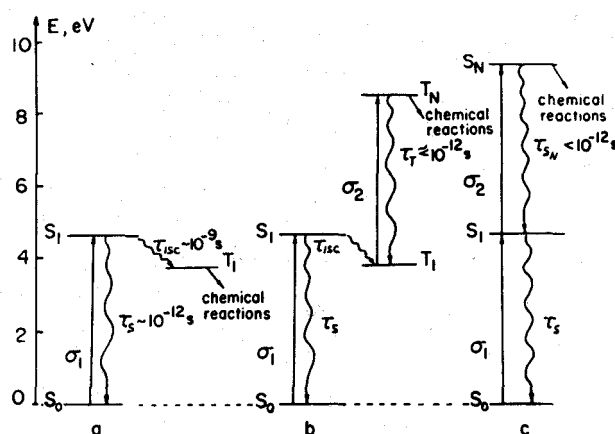 E, eV
10
8
6
4
2
0
S₁
τisc~10⁻⁹s
T₁
chemical
reactions
τS~10⁻¹²s
σ₁
S₀
a
TN
chemical
reactions
τT≲10⁻¹²s
σ₂
S₁
τisc
T₁
τS
σ₁
S₀
b
SN
chemical
reactions
τSN<10⁻¹²s
σ₂
S₁
τS
σ₁
S₀
c